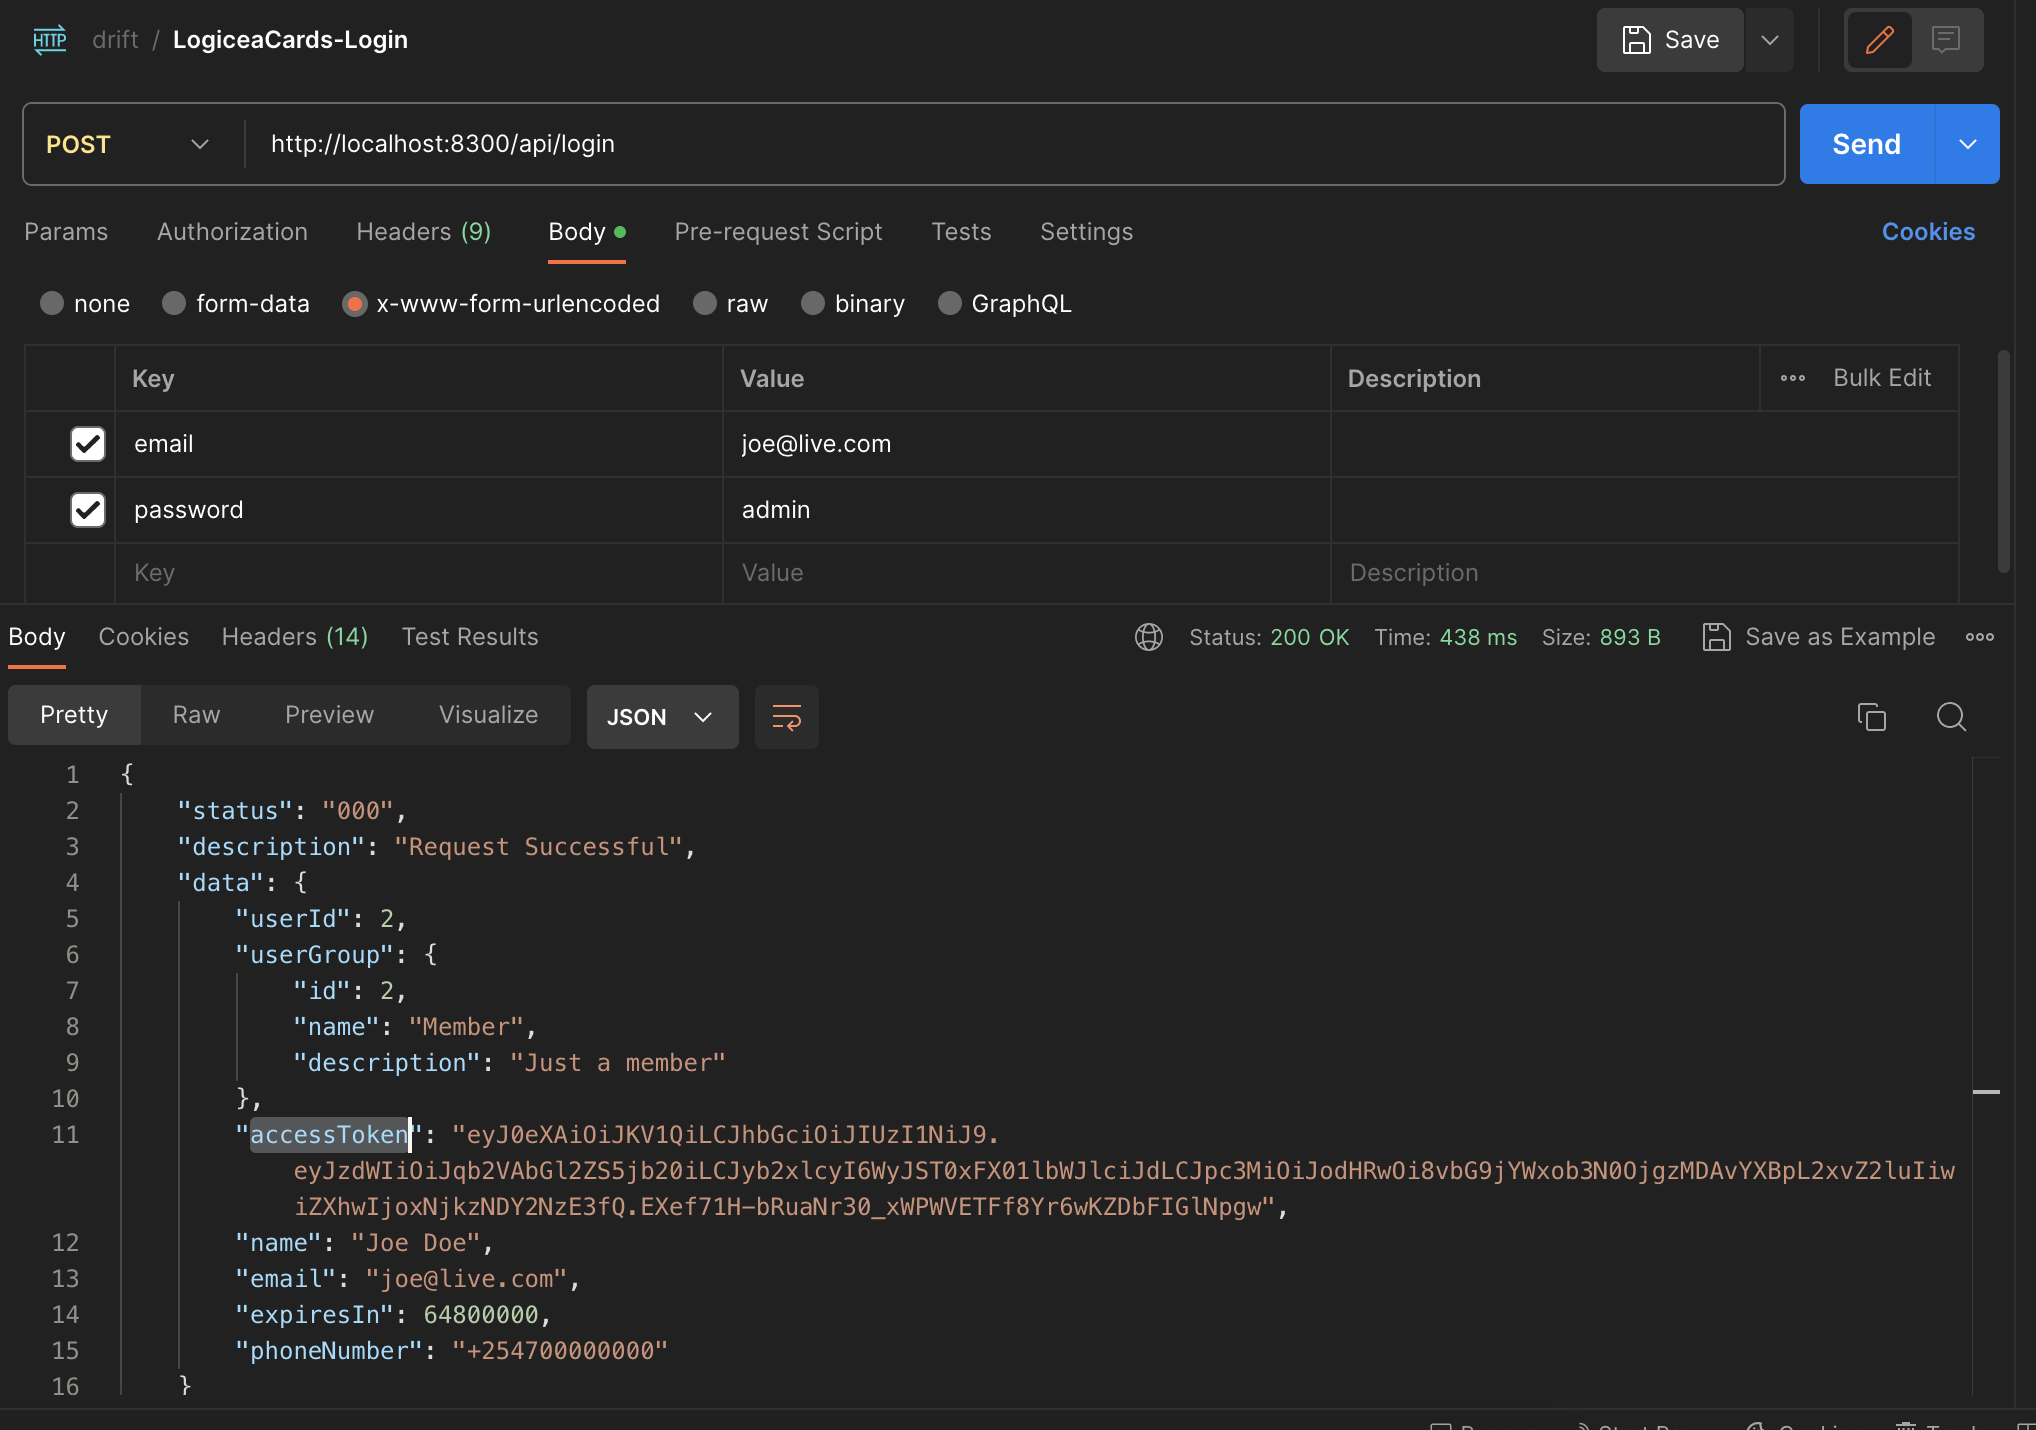 HTTP drift / LogiceaCards-Login Save
POST http://localhost:8300/api/login Send
Params Authorization Headers (9) Body Pre-request Script Tests Settings Cookies
none form-data x-www-form-urlencoded raw binary GraphQL
Key Value Description Bulk Edit
email joe@live.com
password admin
Key Value Description
Body Cookies Headers (14) Test Results Status: 200 OK Time: 438 ms Size: 893 B Save as Example
Pretty Raw Preview Visualize JSON
1 {
2 "status": "000",
3 "description": "Request Successful",
4 "data": {
5 "userId": 2,
6 "userGroup": {
7 "id": 2,
8 "name": "Member",
9 "description": "Just a member"
10 },
11 "accessToken": "eyJ0eXAiOiJKV1QiLCJhbGciOiJIUzI1NiJ9.
eyJzdWIiOiJqb2VAbGl2ZS5jb20iLCJyb2xlcyI6WyJST0xFX01lbWJlciJdLCJpc3MiOiJodHRwOi8vbG9jYWxob3N0OjgzMDAvYXBpL2xvZ2luIiw
iZXhwIjoxNjkzNDY2NzE3fQ.EXef71H-bRuaNr30_xWPWVETFf8Yr6wKZDbFIGlNpgw",
12 "name": "Joe Doe",
13 "email": "joe@live.com",
14 "expiresIn": 64800000,
15 "phoneNumber": "+254700000000"
16 }